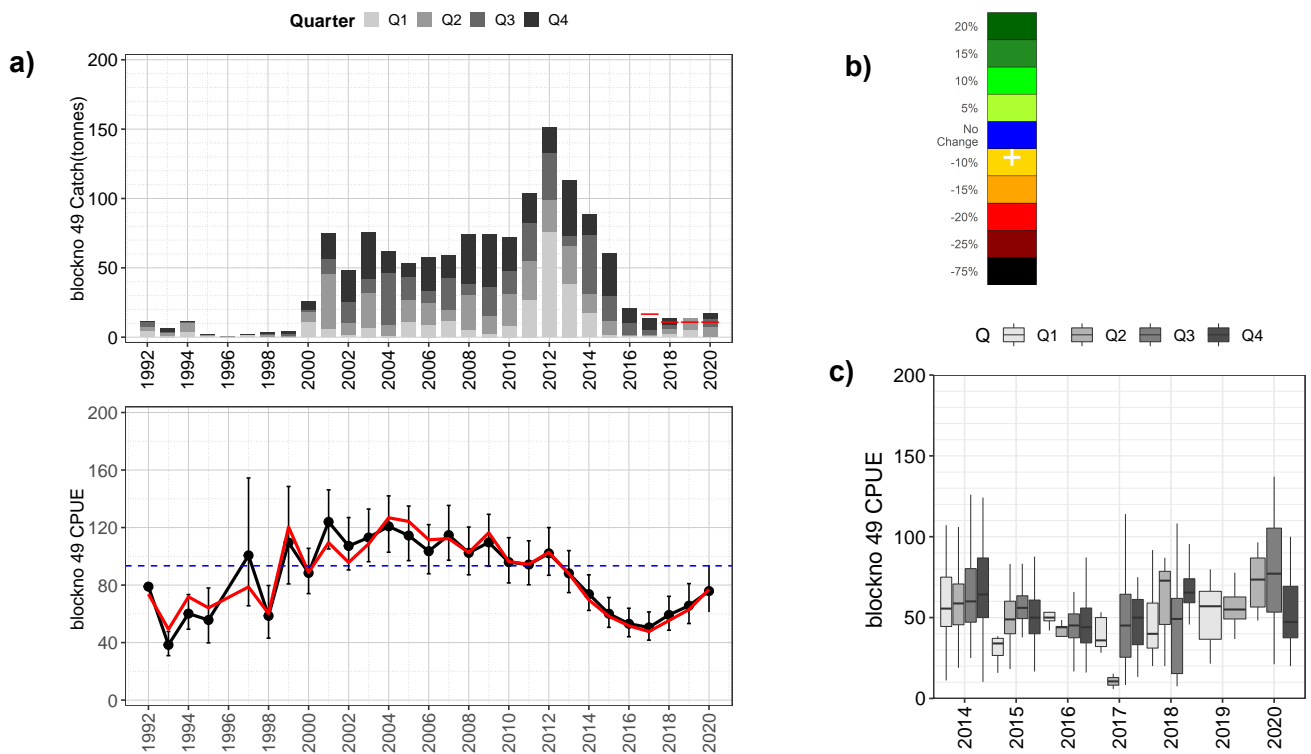 Quarter Q1 Q2 Q3 Q4
a)
blockno 49 Catch(tonnes)
200
150
100
50
0
1992 1994 1996 1998 2000 2002 2004 2006 2008 2010 2012 2014 2016 2018 2020
blockno 49 CPUE
200
160
120
80
40
0
1992 1994 1996 1998 2000 2002 2004 2006 2008 2010 2012 2014 2016 2018 2020
b)
20%
15%
10%
5%
No
Change
-10%
-15%
-20%
-25%
-75%
Q Q1 Q2 Q3 Q4
c)
blockno 49 CPUE
200
150
100
50
0
2014 2015 2016 2017 2018 2019 2020